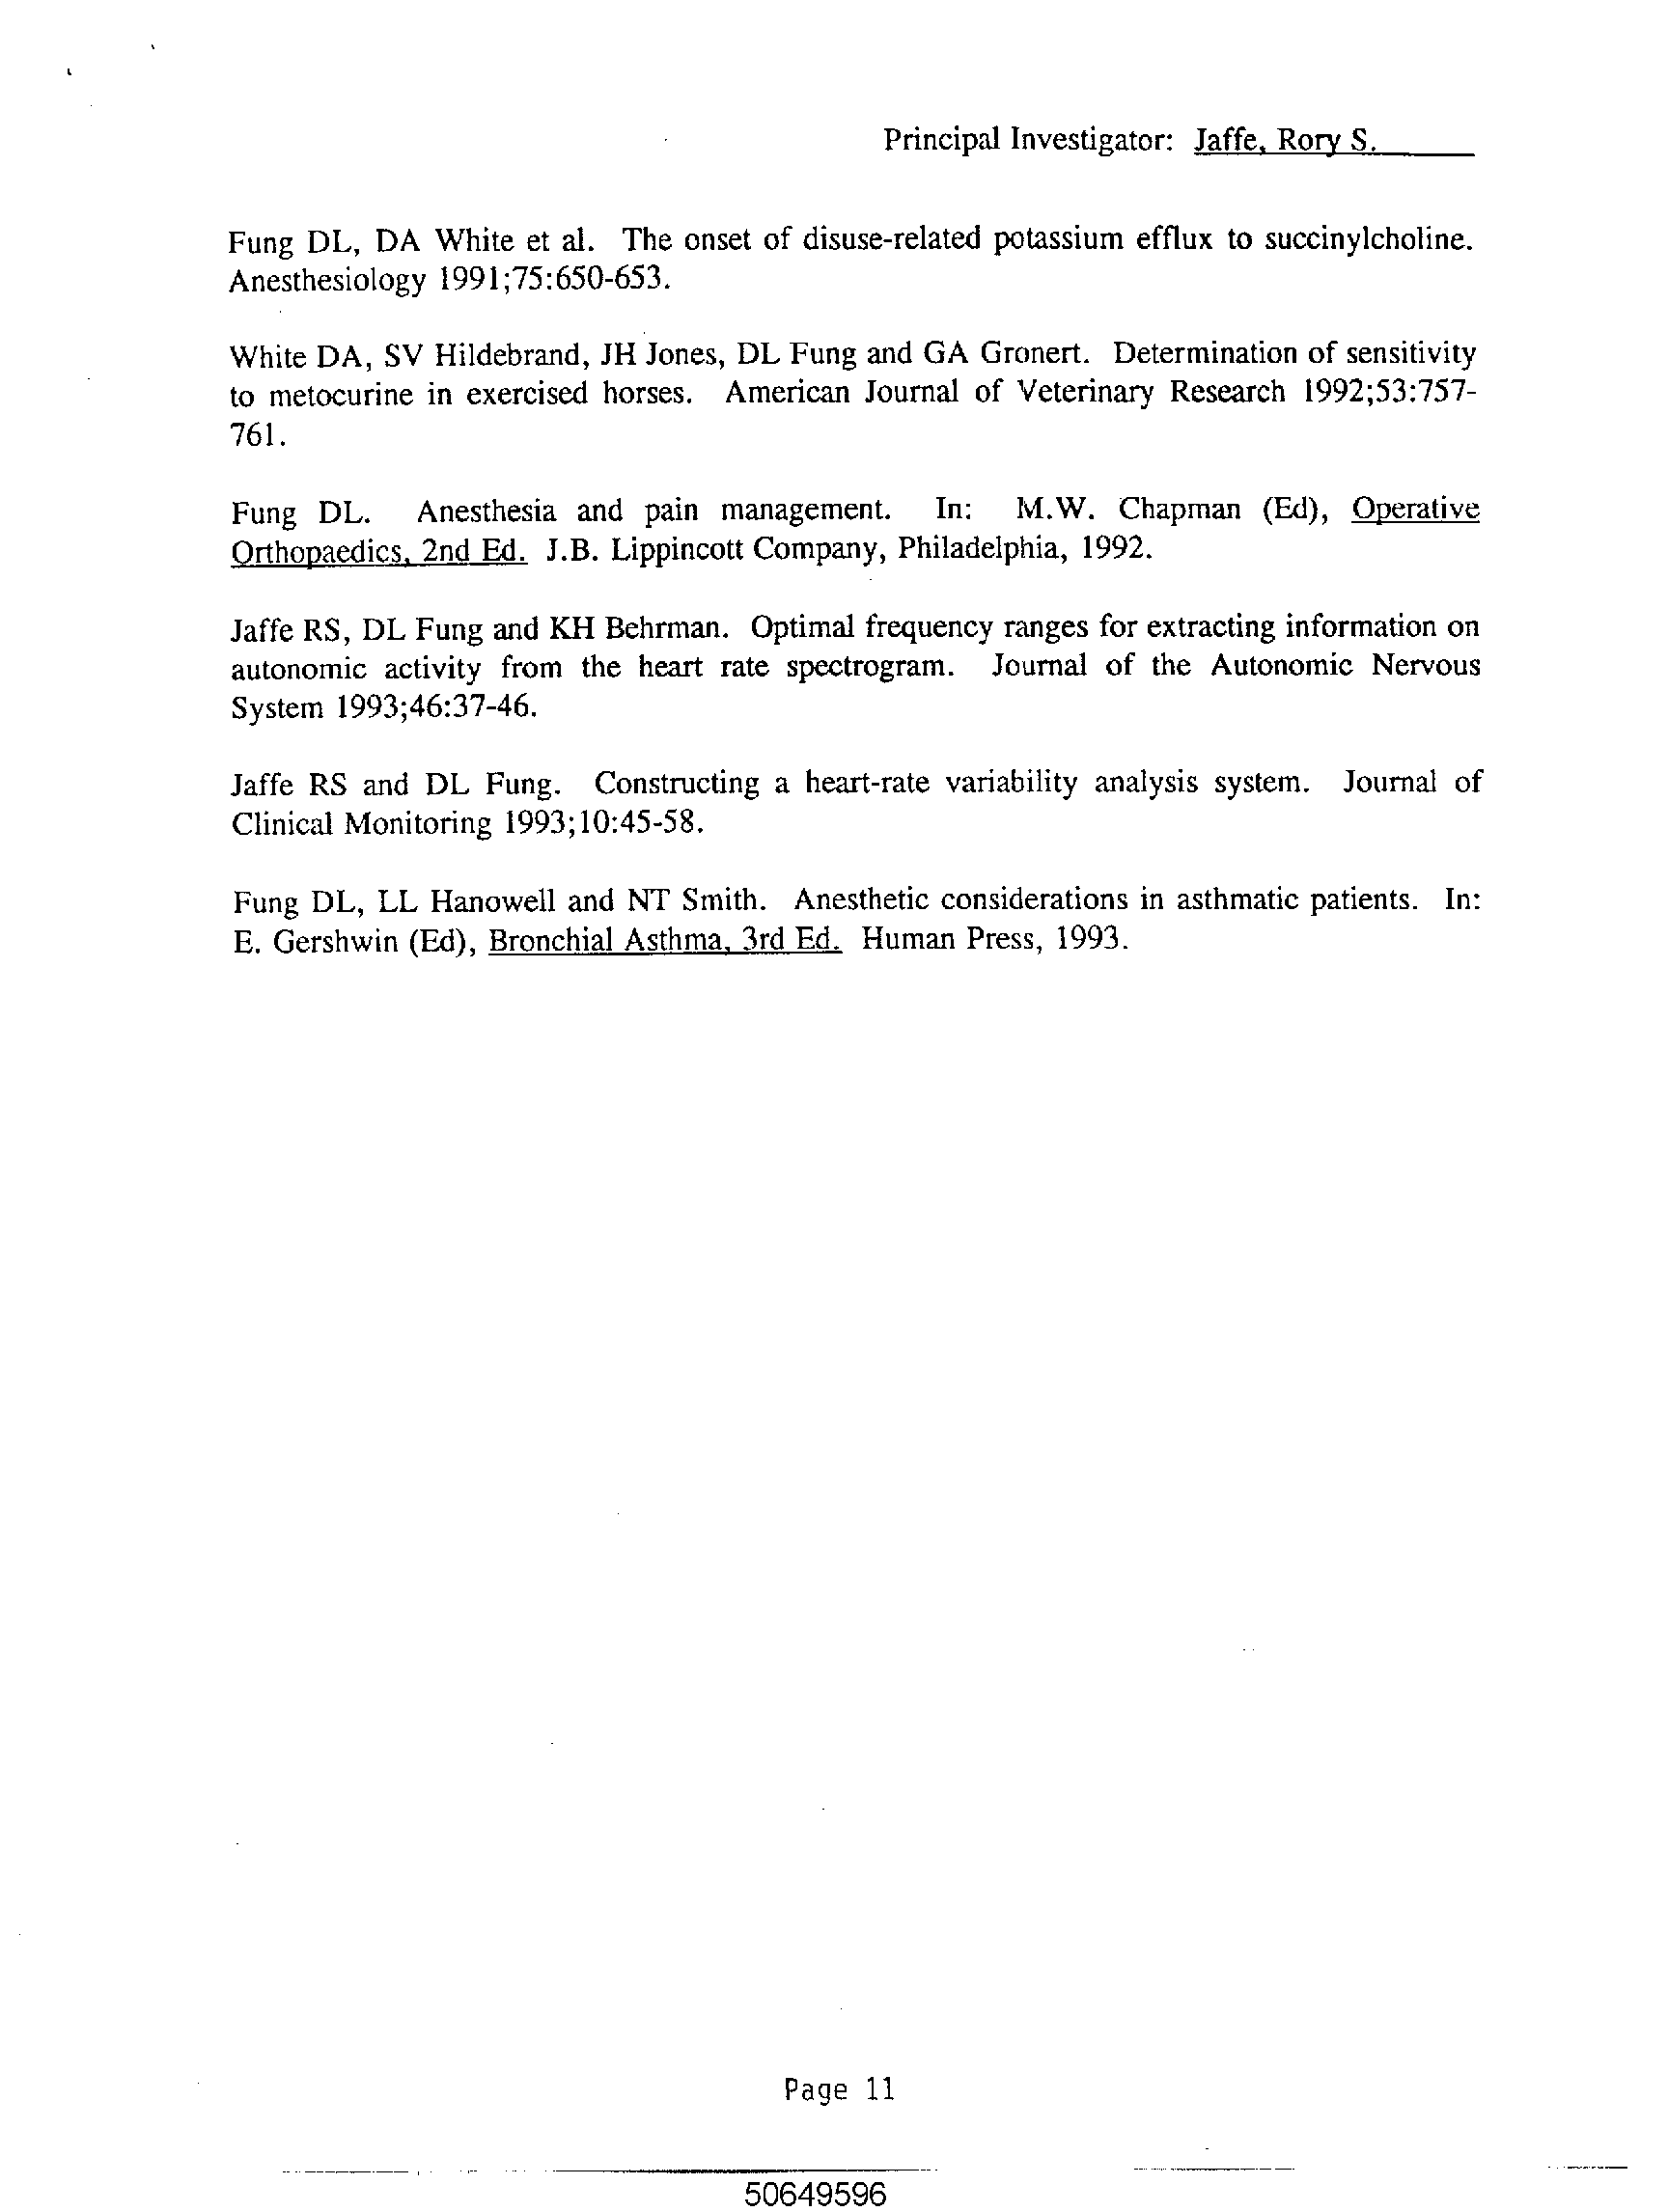 Principal Investigator: Jaffe, Rory S.
Fung DL, DA White et al. The onset of disuse-related potassium efflux to succinylcholine.
Anesthesiology 1991;75:650-653.
White DA, SV Hildebrand, JH Jones, DL Fung and GA Gronert. Determination of sensitivity
to metocurine in exercised horses. American Journal of Veterinary Research 1992;53:757-
761.
Fung DL. Anesthesia and pain management. In: M.W. Chapman (Ed), Operative
Orthopaedics, 2nd Ed. J.B. Lippincott Company, Philadelphia, 1992.
Jaffe RS, DL Fung and KH Behrman. Optimal frequency ranges for extracting information on
autonomic activity from the heart rate spectrogram. Journal of the Autonomic Nervous
System 1993;46:37-46.
Jaffe RS and DL Fung. Constructing a heart-rate variability analysis system. Journal of
Clinical Monitoring 1993;10:45-58.
Fung DL, LL Hanowell and NT Smith. Anesthetic considerations in asthmatic patients. In:
E. Gershwin (Ed), Bronchial Asthma, 3rd Ed. Human Press, 1993.
Page 11
50649596